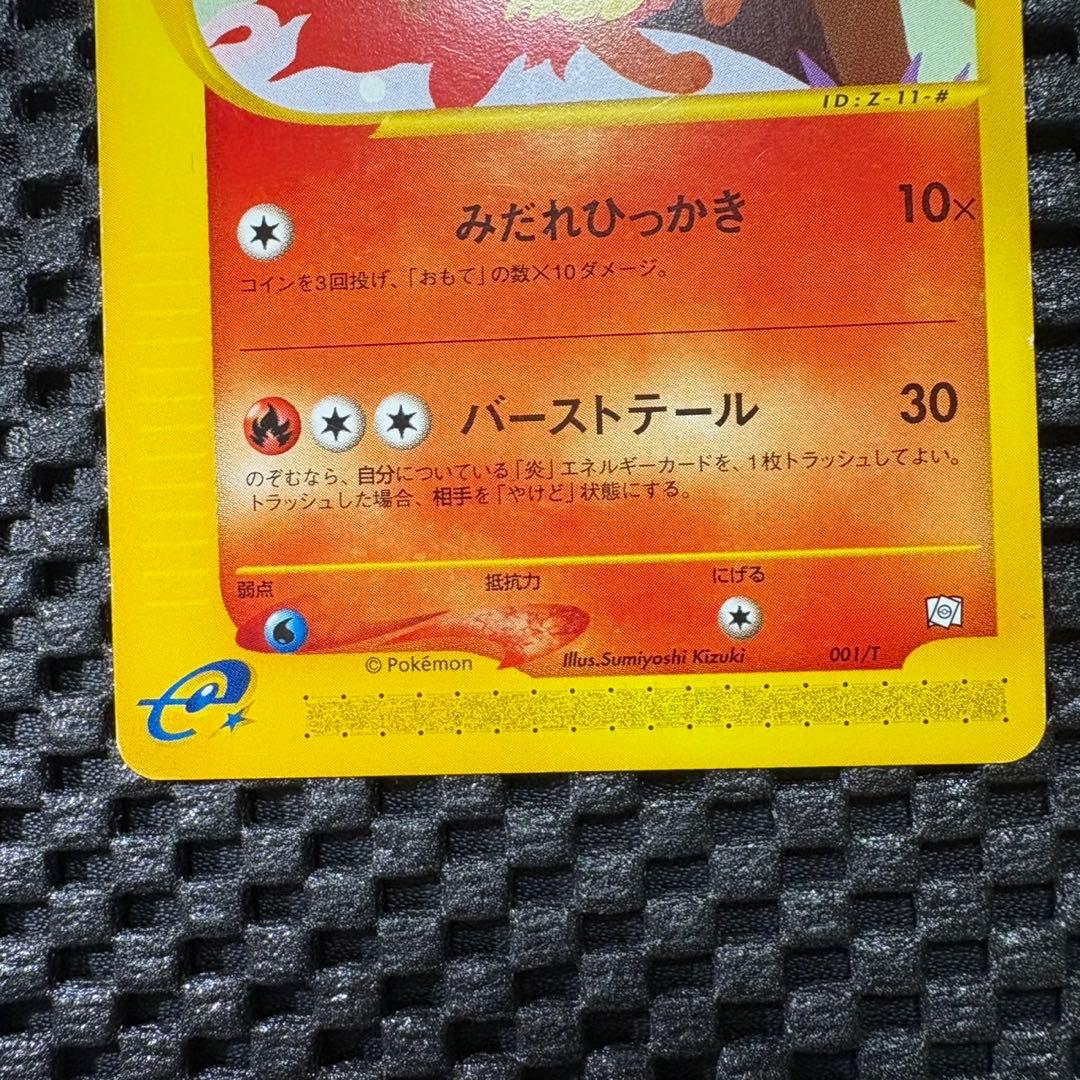 ID:Z-11-#
みだれひっかき 10×
コインを3回投げ、「おもて」の数×10ダメージ。
バーストテール 30
のぞむなら、自分についている「炎」エネルギーカードを、1枚トラッシュしてよい。
トラッシュした場合、相手を「やけど」状態にする。
弱点 抵抗力 にげる
© Pokémon Illus.Sumiyoshi Kizuki 001/T
e